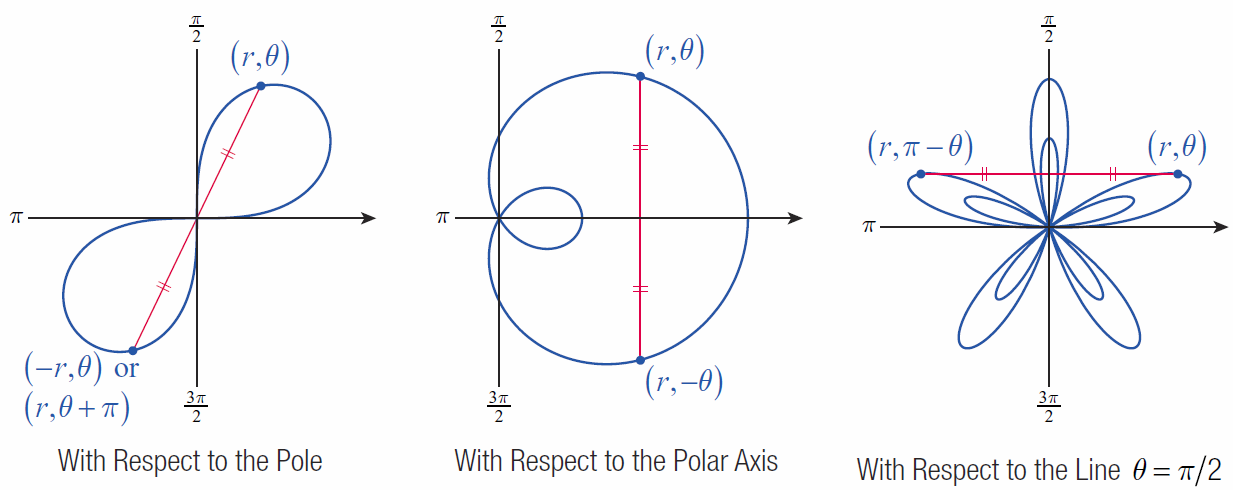 π/2
(r,θ)
π
(-r,θ) or
(r,θ + π)
3π/2
With Respect to the Pole
π/2
(r,θ)
π
(r,-θ)
3π/2
With Respect to the Polar Axis
π/2
(r,π - θ)
(r,θ)
π
3π/2
With Respect to the Line θ = π/2